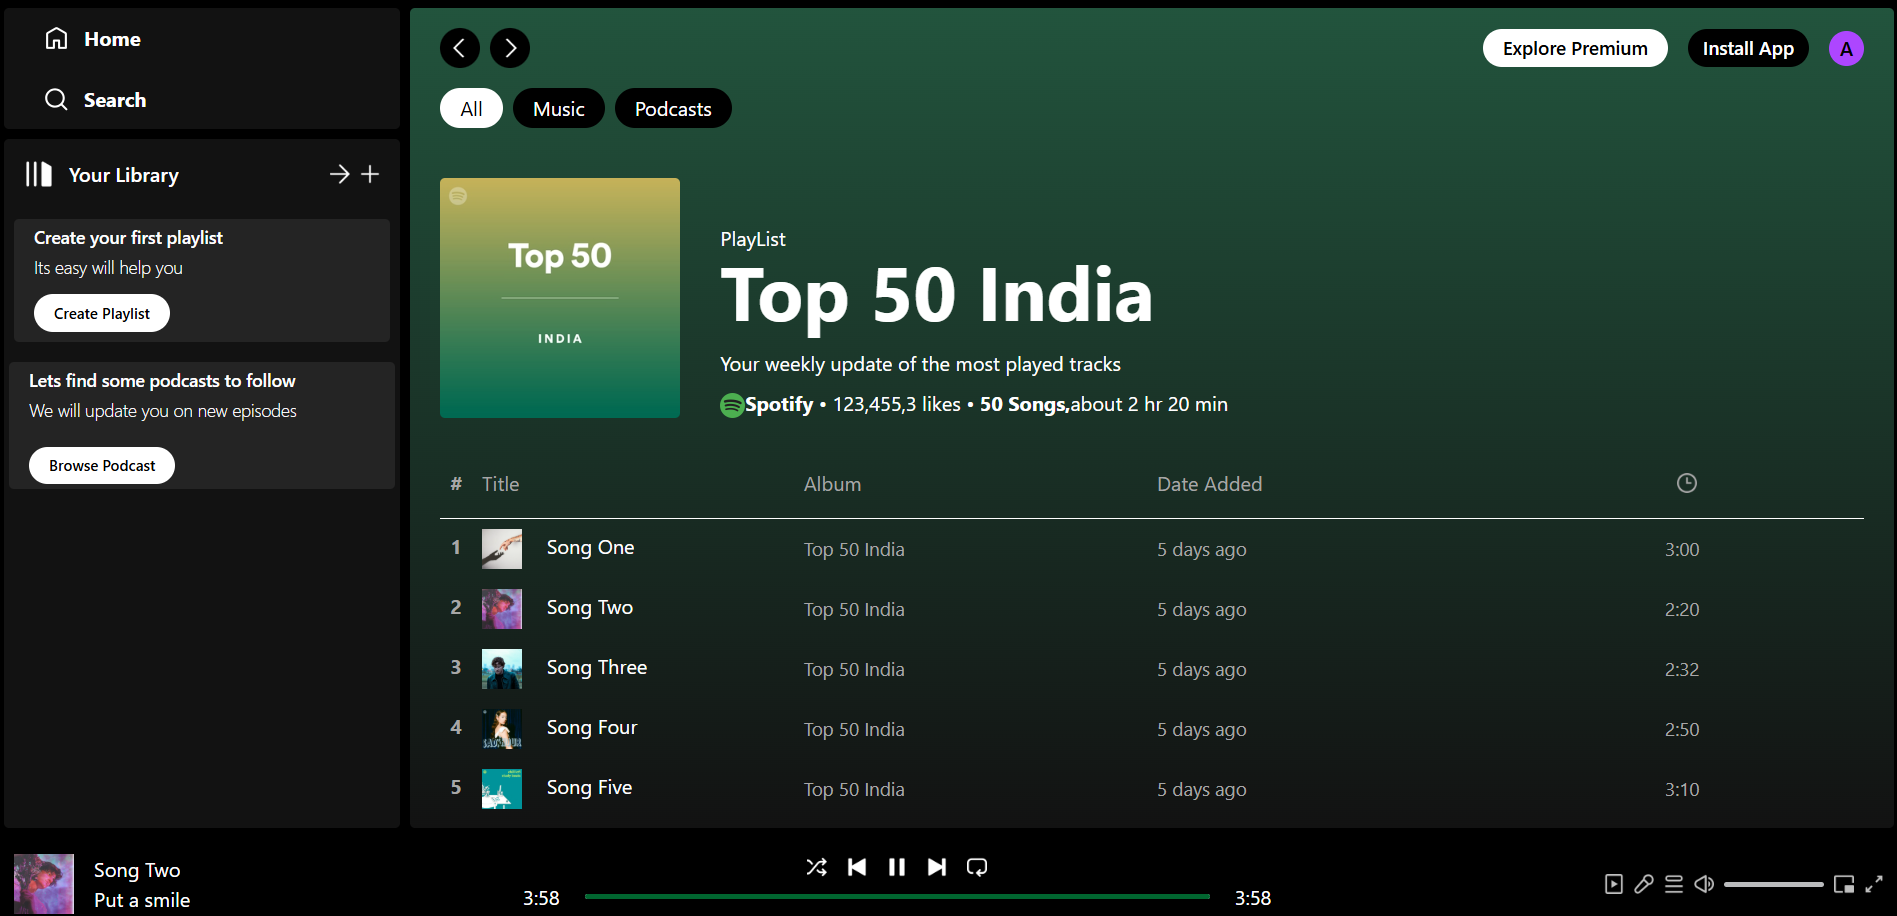 Home
Search
Your Library
Create your first playlist
Its easy will help you
Create Playlist
Lets find some podcasts to follow
We will update you on new episodes
Browse Podcast
Explore Premium
Install App
A
All
Music
Podcasts
Top 50
INDIA
PlayList
Top 50 India
Your weekly update of the most played tracks
Spotify • 123,455,3 likes • 50 Songs,about 2 hr 20 min
# Title Album Date Added
1 Song One Top 50 India 5 days ago 3:00
2 Song Two Top 50 India 5 days ago 2:20
3 Song Three Top 50 India 5 days ago 2:32
4 Song Four Top 50 India 5 days ago 2:50
5 Song Five Top 50 India 5 days ago 3:10
Song Two
Put a smile
3:58
3:58